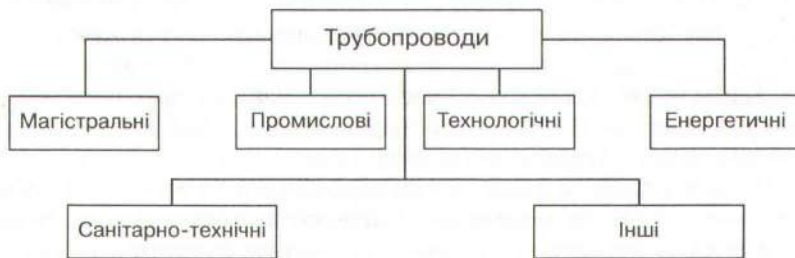 Трубопроводи
Магістральні
Промислові
Технологічні
Енергетичні
Санітарно-технічні
Інші